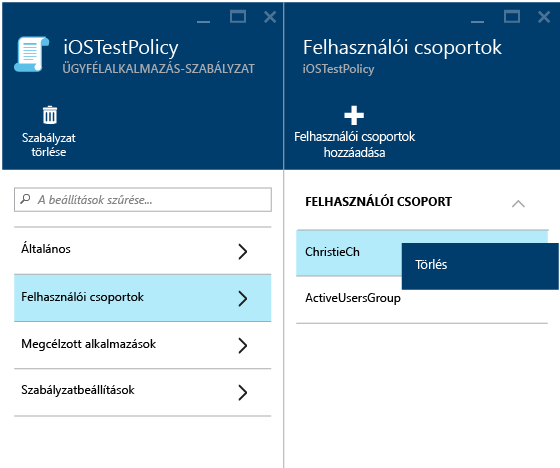 iOSTestPolicy
ÜGYFÉLALKALMAZÁS-SZABÁLYZAT
Szabályzat
törlése
A beállítások szűrése...
Általános
Felhasználói csoportok
Megcélzott alkalmazások
Szabályzatbeállítások
Felhasználói csoportok
iOSTestPolicy
Felhasználói csoportok
hozzáadása
FELHASZNÁLÓI CSOPORT
ChristieCh
Törlés
ActiveUsersGroup